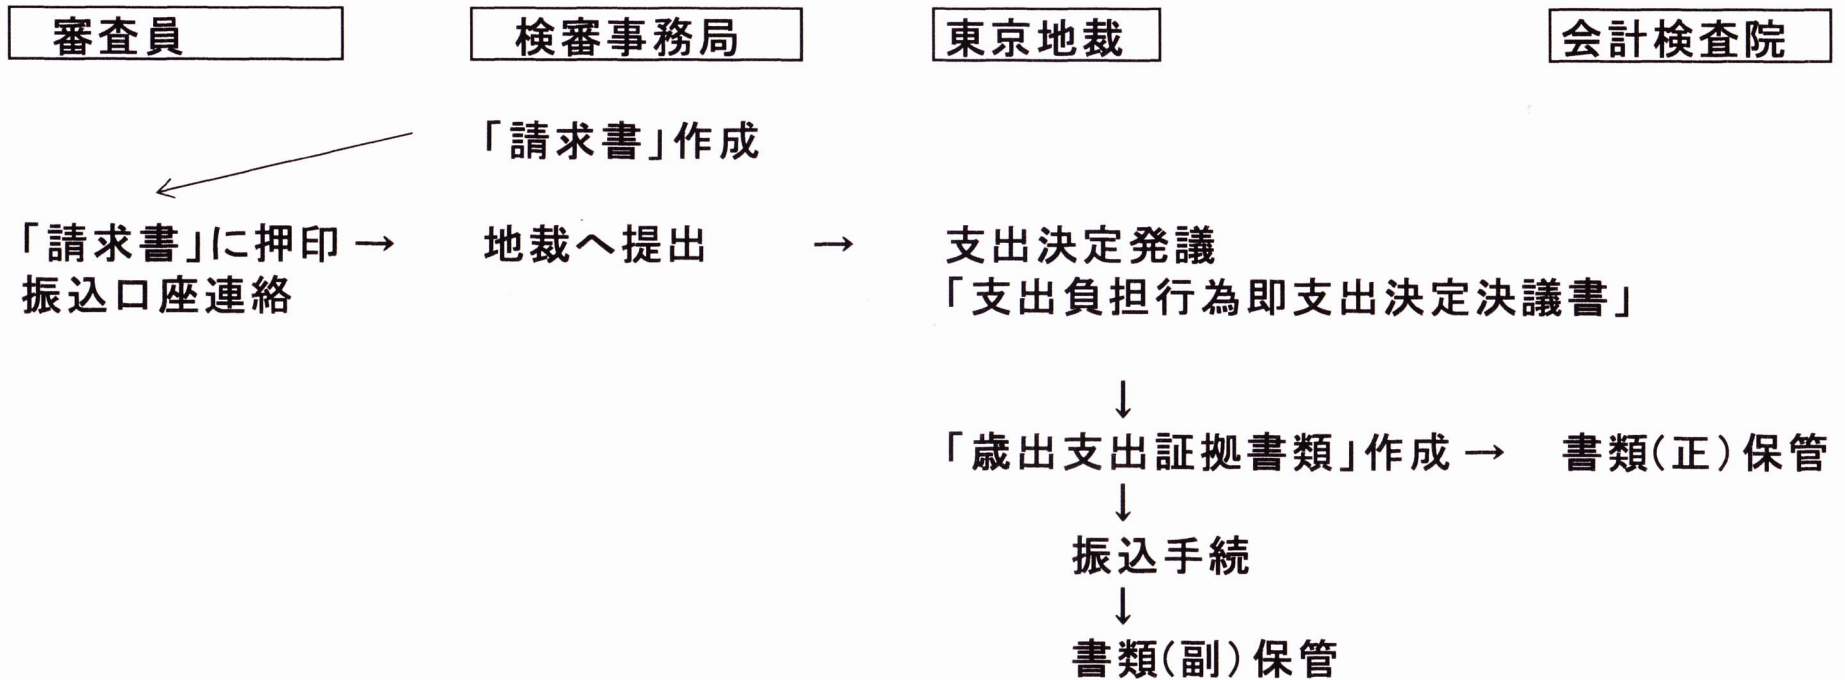 審査員
検審事務局
東京地裁
会計検査院
「請求書」作成
「請求書」に押印 →
地裁へ提出 →
支出決定発議
振込口座連絡
「支出負担行為即支出決定決議書」
↓
「歳出支出証拠書類」作成 →
書類(正)保管
↓
振込手続
↓
書類(副)保管